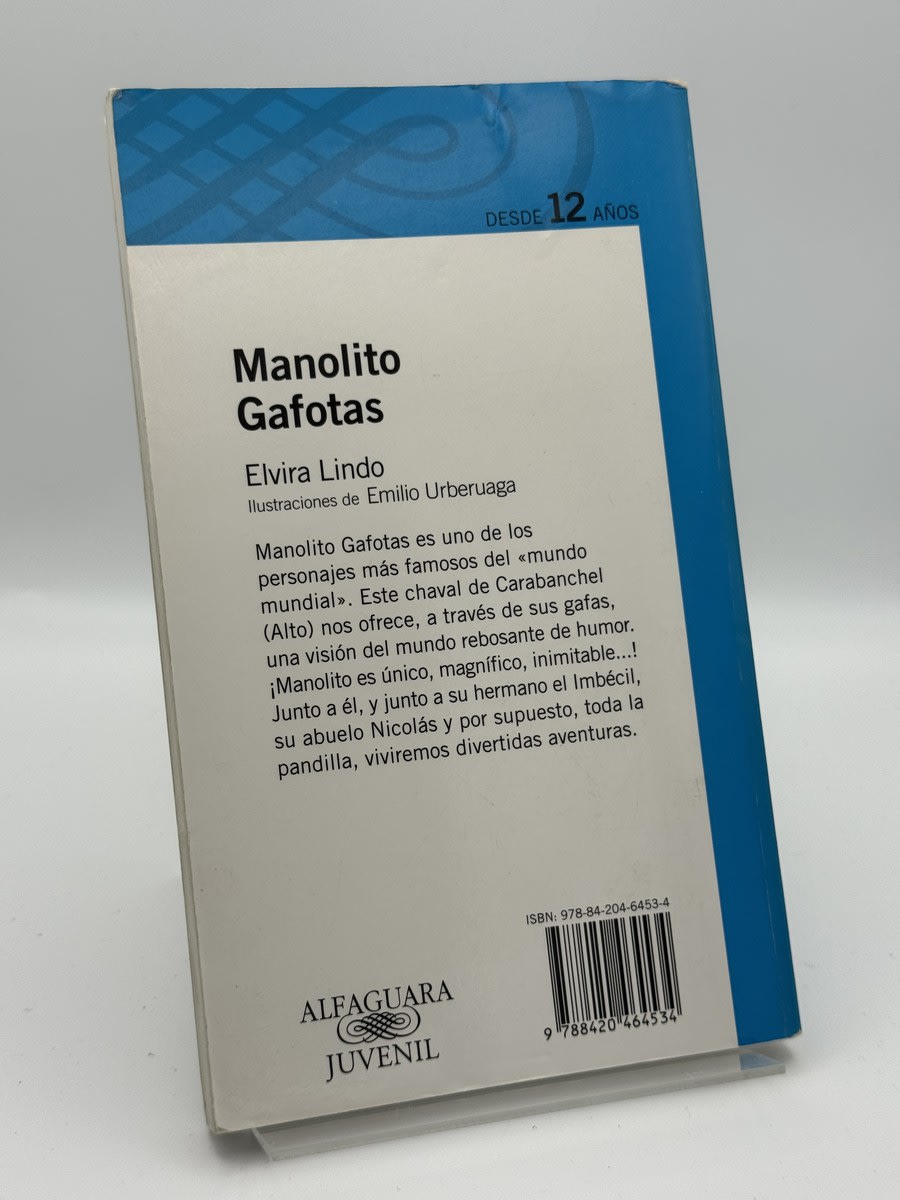 DESDE 12 AÑOS
Manolito
Gafotas
Elvira Lindo
Ilustraciones de Emilio Urberuaga
Manolito Gafotas es uno de los
personajes más famosos del «mundo
mundial». Este chaval de Carabanchel
(Alto) nos ofrece, a través de sus gafas,
una visión del mundo rebosante de humor.
¡Manolito es único, magnífico, inimitable...!
Junto a él, y junto a su hermano el Imbécil,
su abuelo Nicolás y por supuesto, toda la
pandilla, viviremos divertidas aventuras.
ISBN: 978-84-204-6453-4
9 788420 464534
ALFAGUARA
JUVENIL